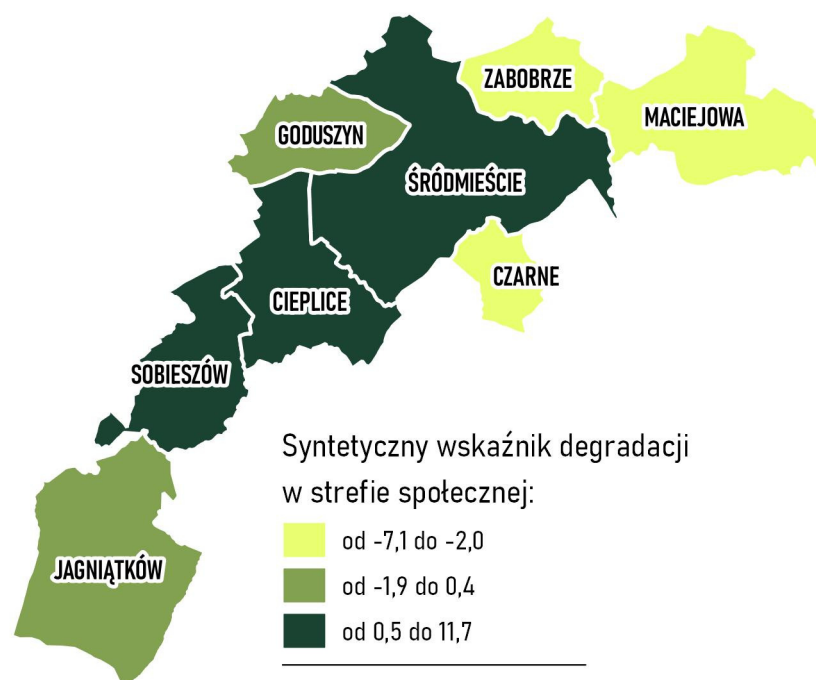 ZABOBRZE
MACIEJOWA
GODUSZYN
ŚRÓDMIEŚCIE
CZARNE
CIEPLICE
SOBIESZÓW
JAGNIĄTKÓW
Syntetyczny wskaźnik degradacji
w strefie społecznej:
od -7,1 do -2,0
od -1,9 do 0,4
od 0,5 do 11,7